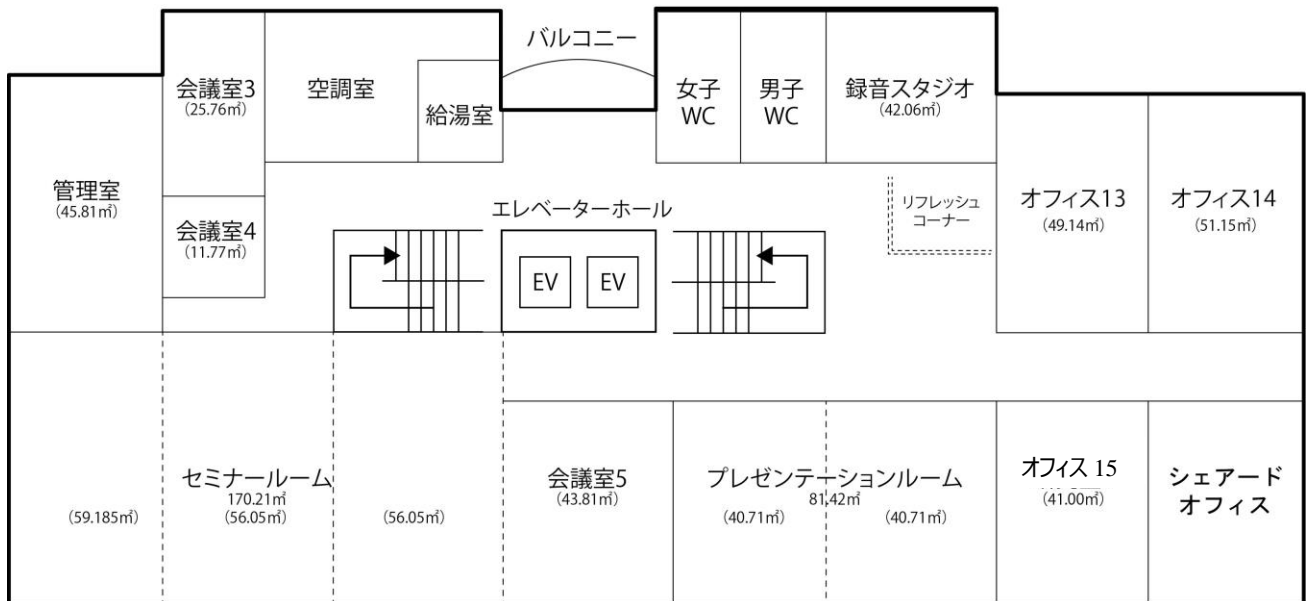 バルコニー
会議室3
(25.76㎡)
空調室
給湯室
女子
WC
男子
WC
録音スタジオ
(42.06㎡)
管理室
(45.81㎡)
会議室4
(11.77㎡)
エレベーターホール
EV
EV
リフレッシュ
コーナー
オフィス13
(49.14㎡)
オフィス14
(51.15㎡)
セミナールーム
170.21㎡
(59.185㎡)
(56.05㎡)
(56.05㎡)
会議室5
(43.81㎡)
プレゼンテーションルーム
81.42㎡
(40.71㎡)
(40.71㎡)
オフィス 15
(41.00㎡)
シェアード
オフィス